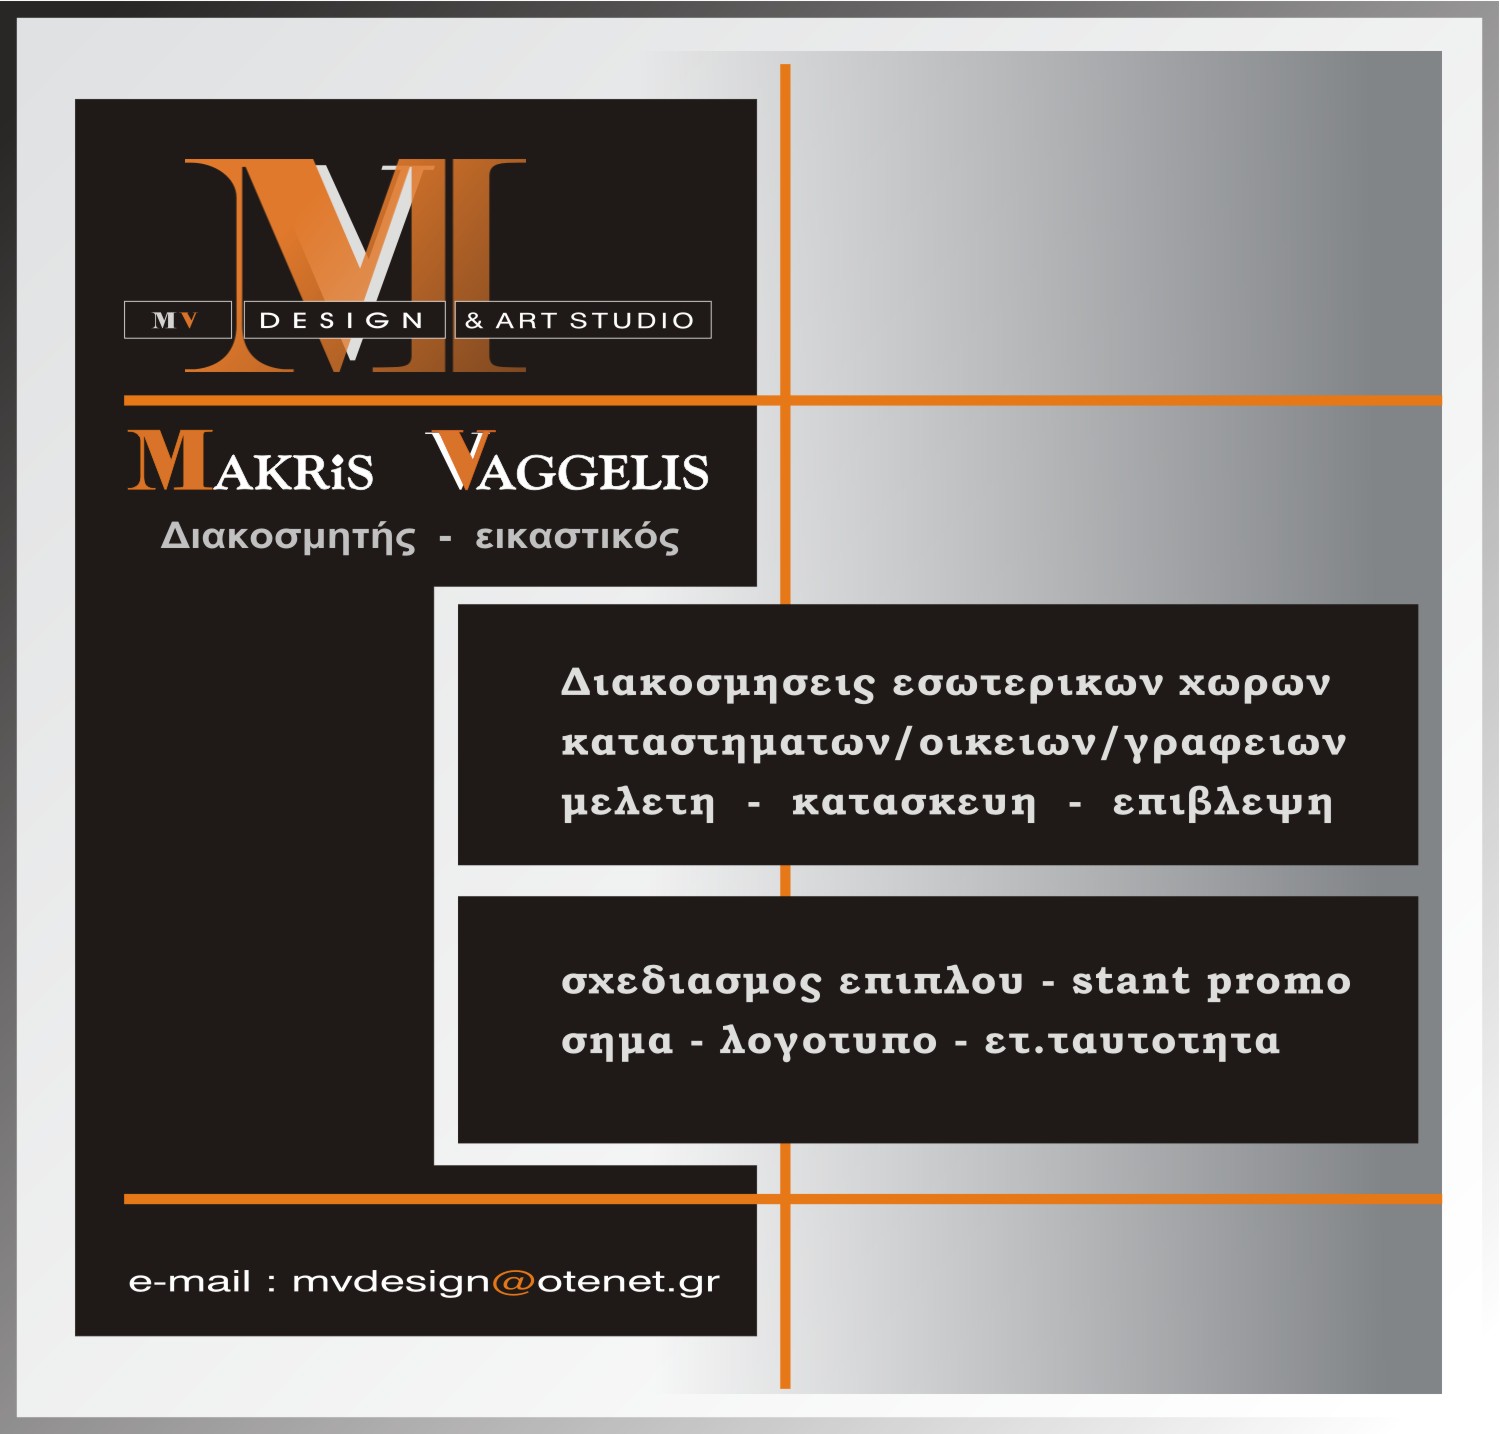 MV
MV DESIGN & ART STUDIO
MAKRiS VAGGELIS
Διακοσμητής - εικαστικός
Διακοσμησεις εσωτερικων χωρων
καταστηματων/οικειων/γραφειων
μελετη - κατασκευη - επιβλεψη
σχεδιασμος επιπλου - stant promo
σημα - λογοτυπο - ετ.ταυτοτητα
e-mail : mvdesign@otenet.gr